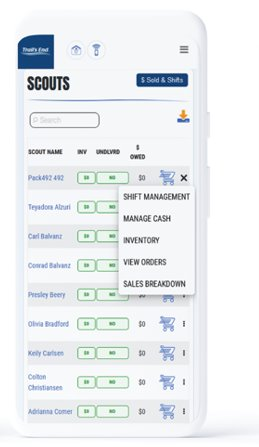 Trail's End
SCOUTS
$ Sold & Shifts
Search
SCOUT NAME INV UNDLVRD $ OWED
Pack492 492 $0 NO $0
SHIFT MANAGEMENT
Teyadora Alzuri $0 NO
MANAGE CASH
Carl Balvanz $0 NO
INVENTORY
VIEW ORDERS
Conrad Balvanz $0 NO
SALES BREAKDOWN
Presley Beery $0 NO $0
Olivia Bradford $0 NO $0
Keily Carlsen $0 NO $0
Colton
Christiansen $0 NO $0
Adrianna Comer $0 NO $0